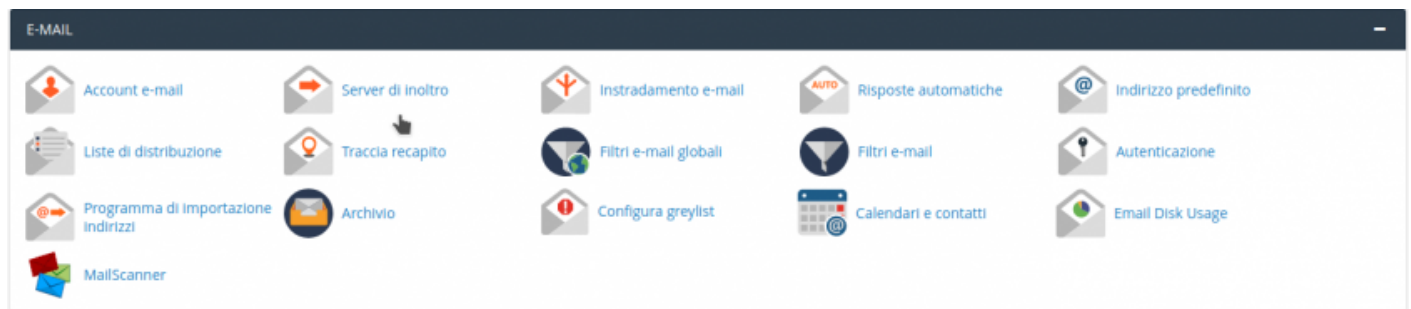 E-MAIL
Account e-mail
Server di inoltro
Instradamento e-mail
AUTO
Risposte automatiche
@
Indirizzo predefinito
Liste di distribuzione
Traccia recapito
Filtri e-mail globali
Filtri e-mail
Autenticazione
@
Programma di importazione
indirizzi
Archivio
Configura greylist
@
Calendari e contatti
Email Disk Usage
MailScanner